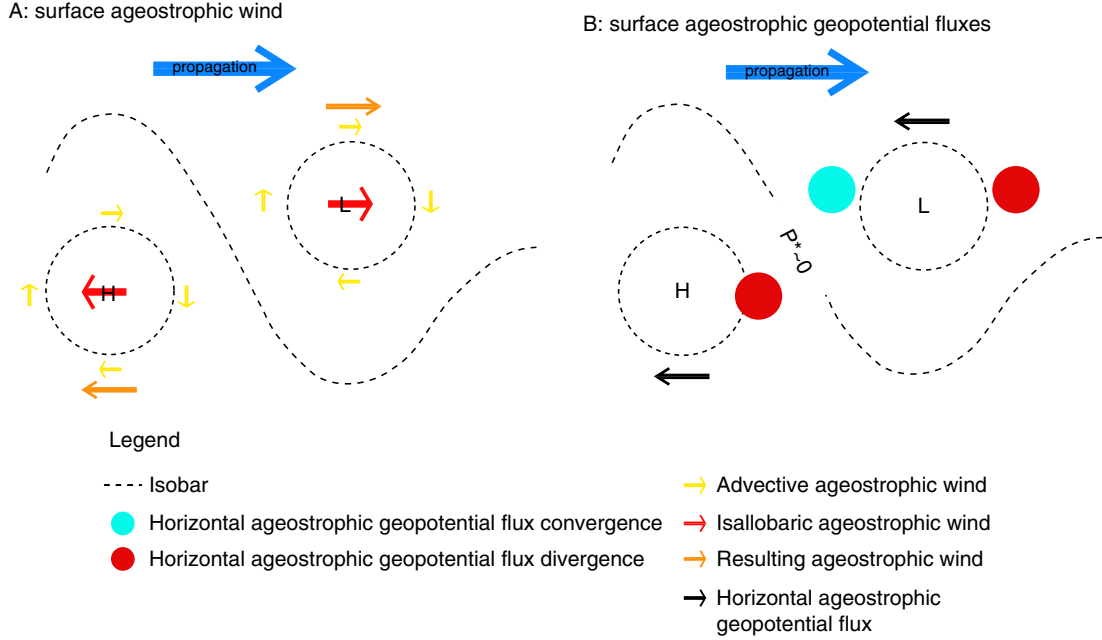 A: surface ageostrophic wind
B: surface ageostrophic geopotential fluxes
propagation
propagation
L
H
L
H
P*~0
Legend
Isobar
Horizontal ageostrophic geopotential flux convergence
Horizontal ageostrophic geopotential flux divergence
Advective ageostrophic wind
Isallobaric ageostrophic wind
Resulting ageostrophic wind
Horizontal ageostrophic
geopotential flux